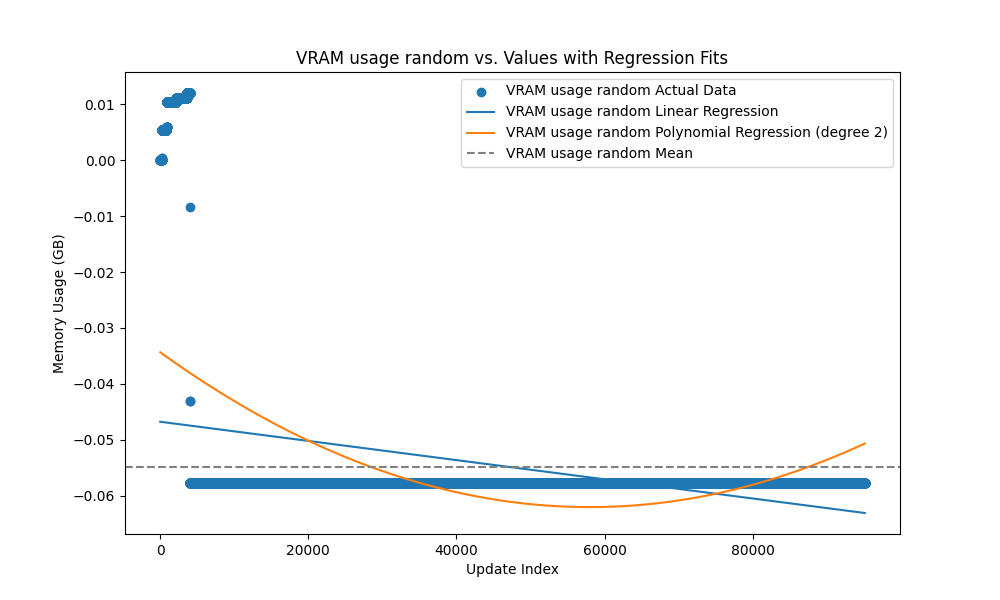 VRAM usage random vs. Values with Regression Fits
VRAM usage random Actual Data
VRAM usage random Linear Regression
VRAM usage random Polynomial Regression (degree 2)
VRAM usage random Mean
Memory Usage (GB)
0.01
0.00
−0.01
−0.02
−0.03
−0.04
−0.05
−0.06
0 20000 40000 60000 80000
Update Index